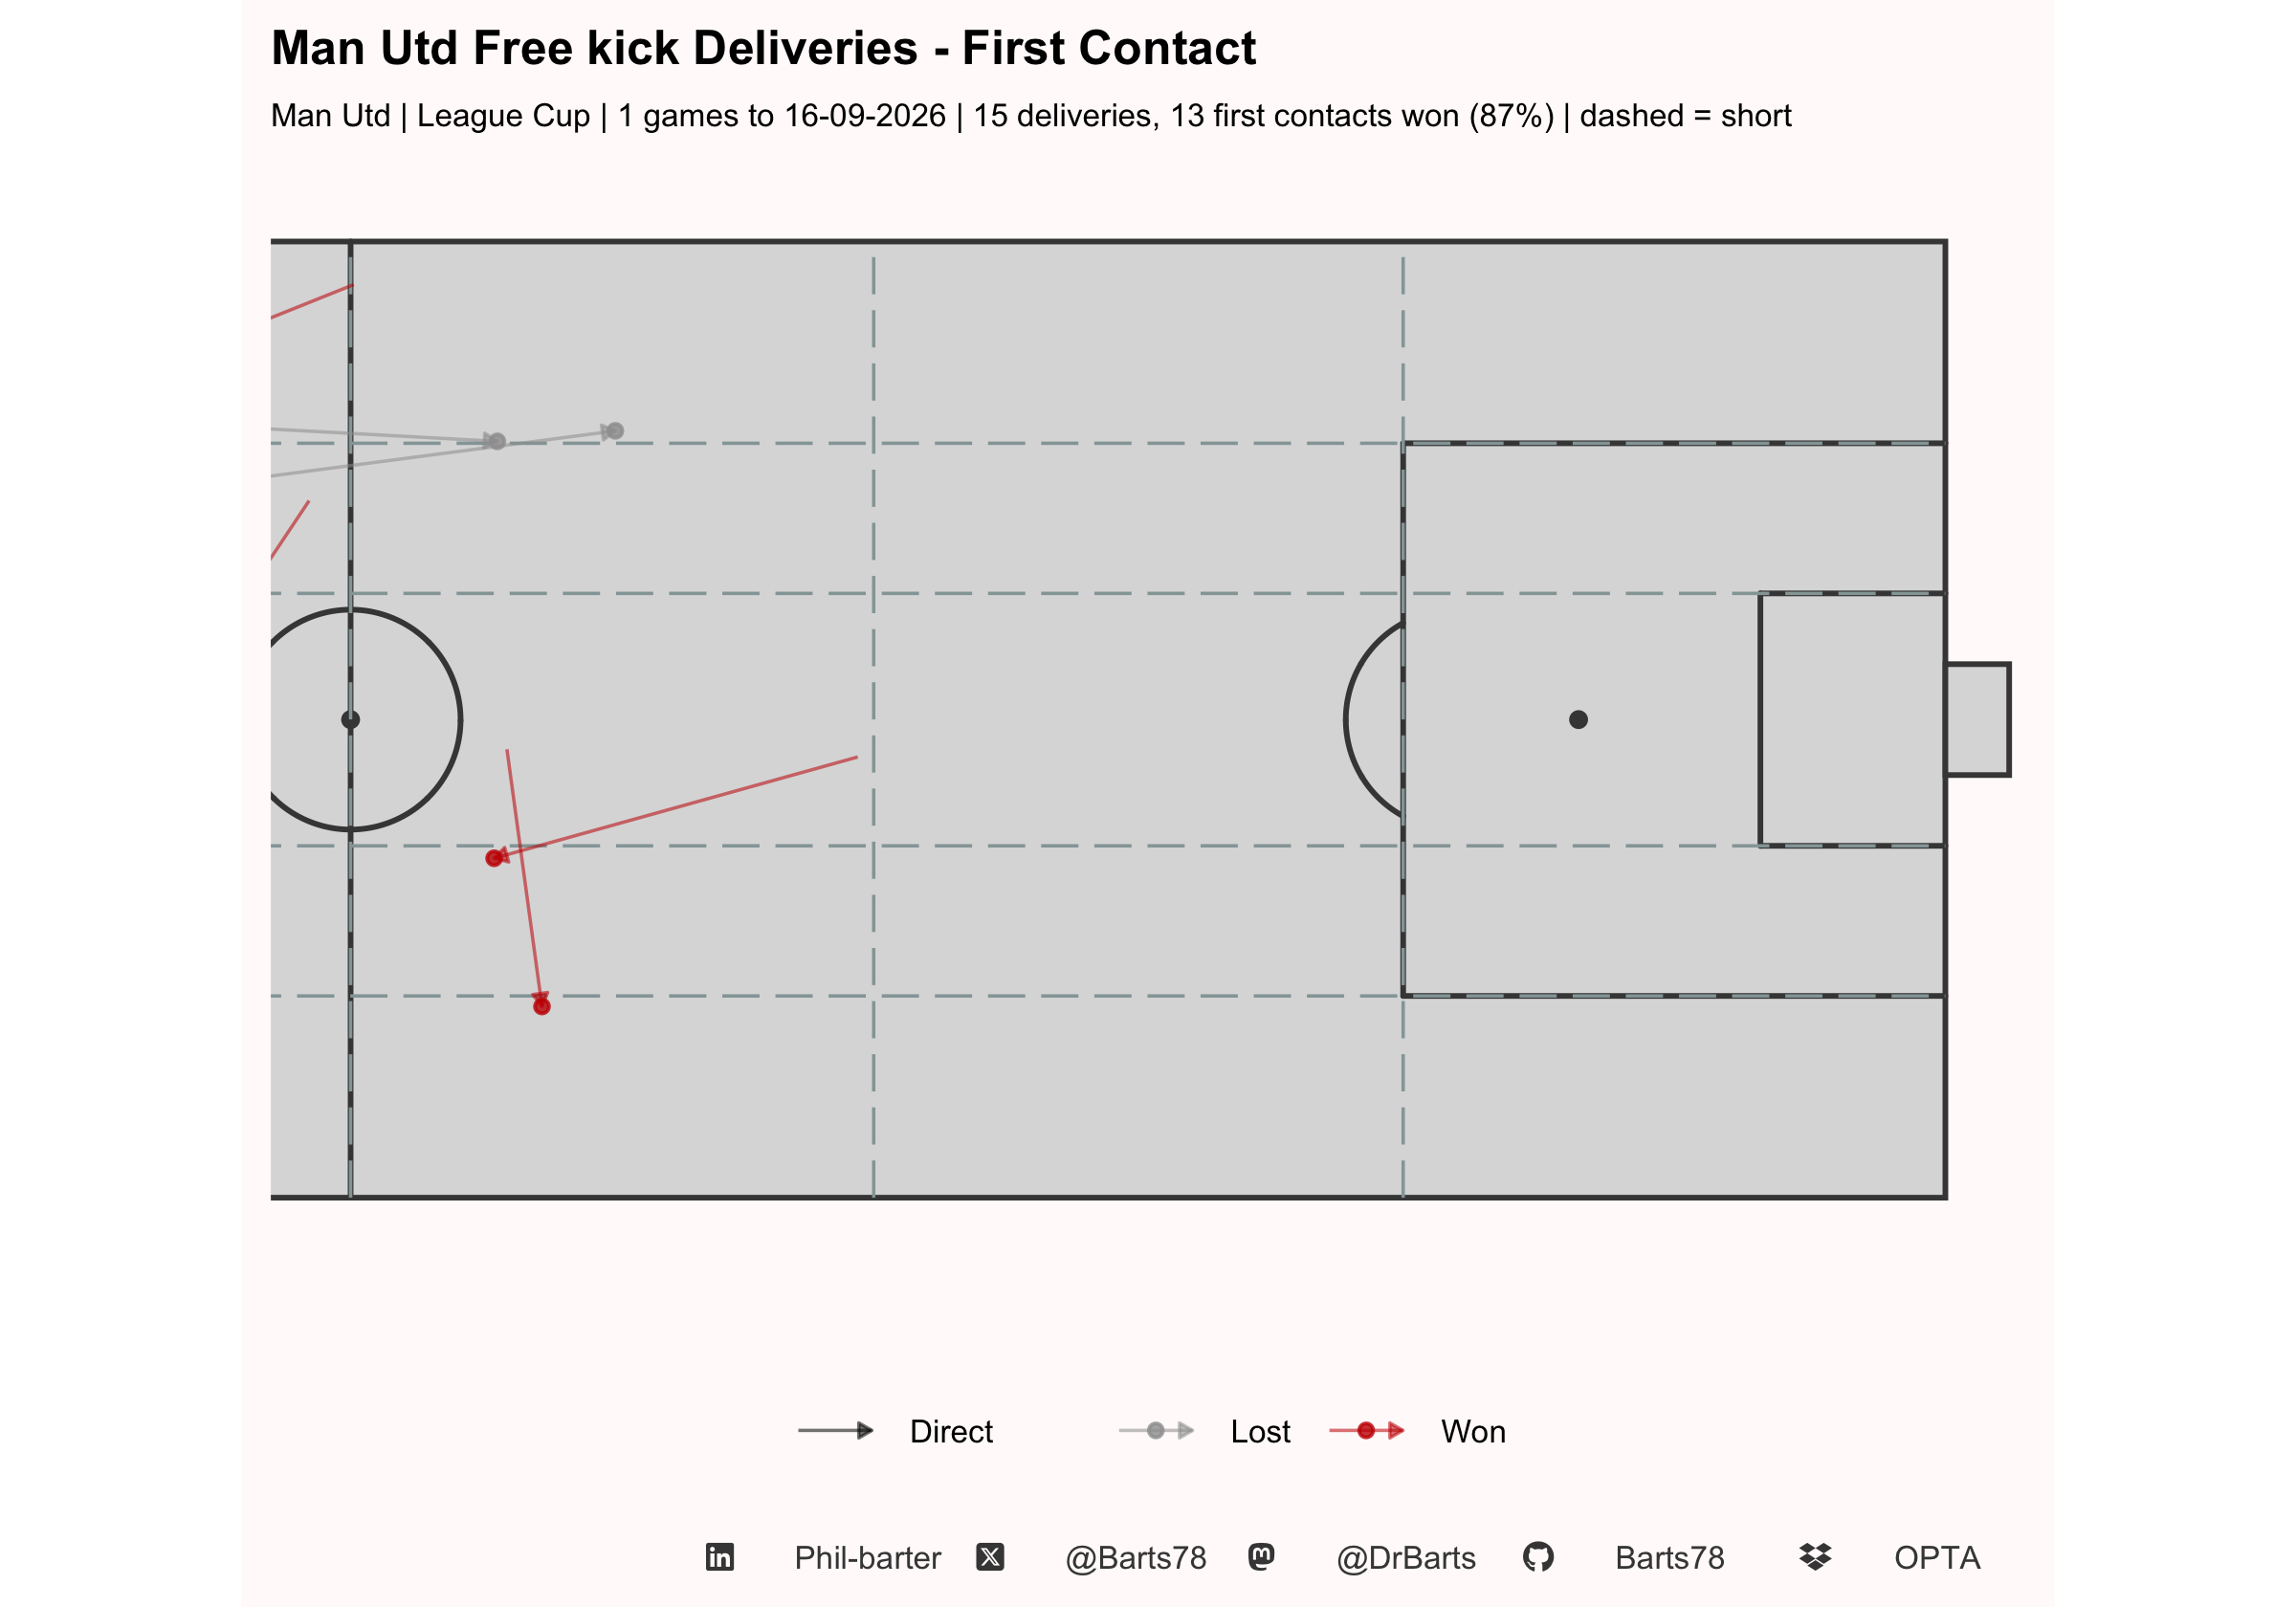 Man Utd Free kick Deliveries - First Contact
Man Utd | League Cup | 1 games to 16-09-2026 | 15 deliveries, 13 first contacts won (87%) | dashed = short
Direct Lost Won
Phil-barter @Barts78 @DrBarts Barts78 OPTA